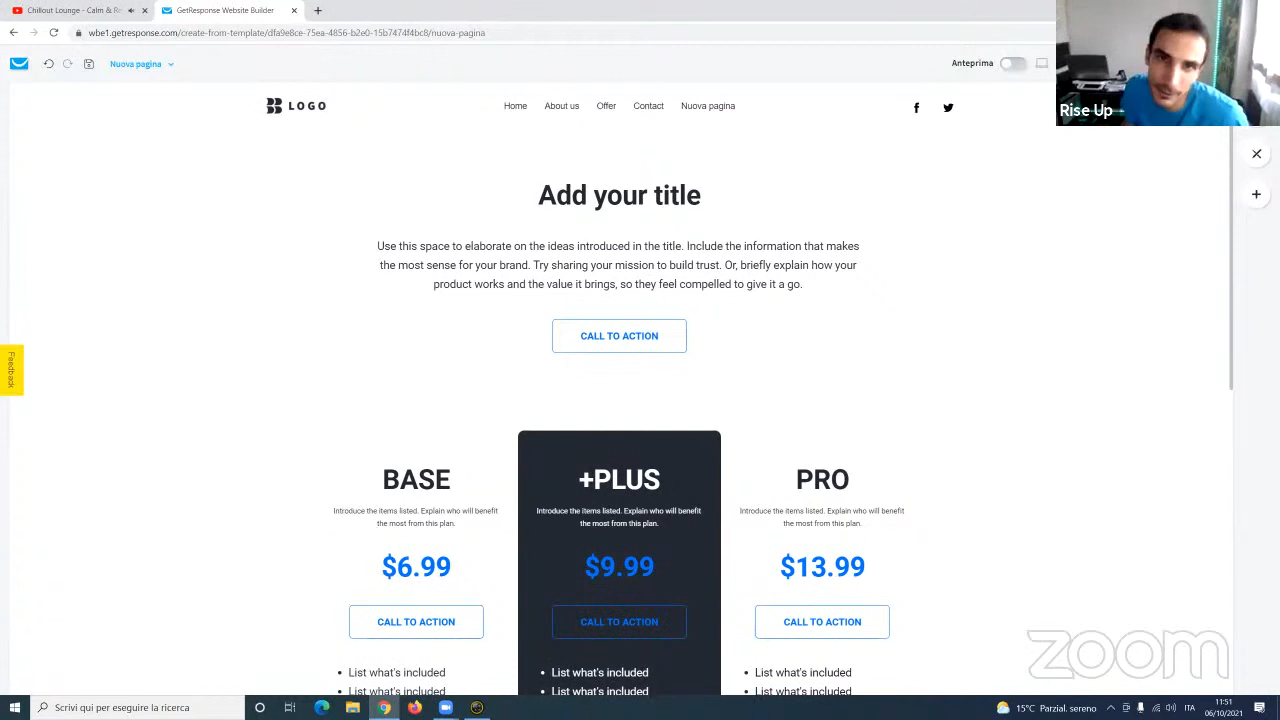 Chillout Lounge - Calm & Re
GetResponse Website Builder
wbe1.getresponse.com/create-from-template/dfa9e8ce-75ea-4856-b2e0-15b7474f4bc8/nuova-pagina
Nuova pagina
Anteprima
Rise Up
LOGO
Home About us Offer Contact Nuova pagina
Add your title
Use this space to elaborate on the ideas introduced in the title. Include the information that makes
the most sense for your brand. Try sharing your mission to build trust. Or, briefly explain how your
product works and the value it brings, so they feel compelled to give it a go.
CALL TO ACTION
Feedback
BASE
Introduce the items listed. Explain who will benefit
the most from this plan.
$6.99
CALL TO ACTION
List what's included
List what's included
+PLUS
Introduce the items listed. Explain who will benefit
the most from this plan.
$9.99
CALL TO ACTION
List what's included
List what's included
PRO
Introduce the items listed. Explain who will benefit
the most from this plan.
$13.99
CALL TO ACTION
List what's included
List what's included
zoom
Scrivi qui per eseguire la ricerca
15°C Parzial. sereno
ITA
11:51
06/10/2021